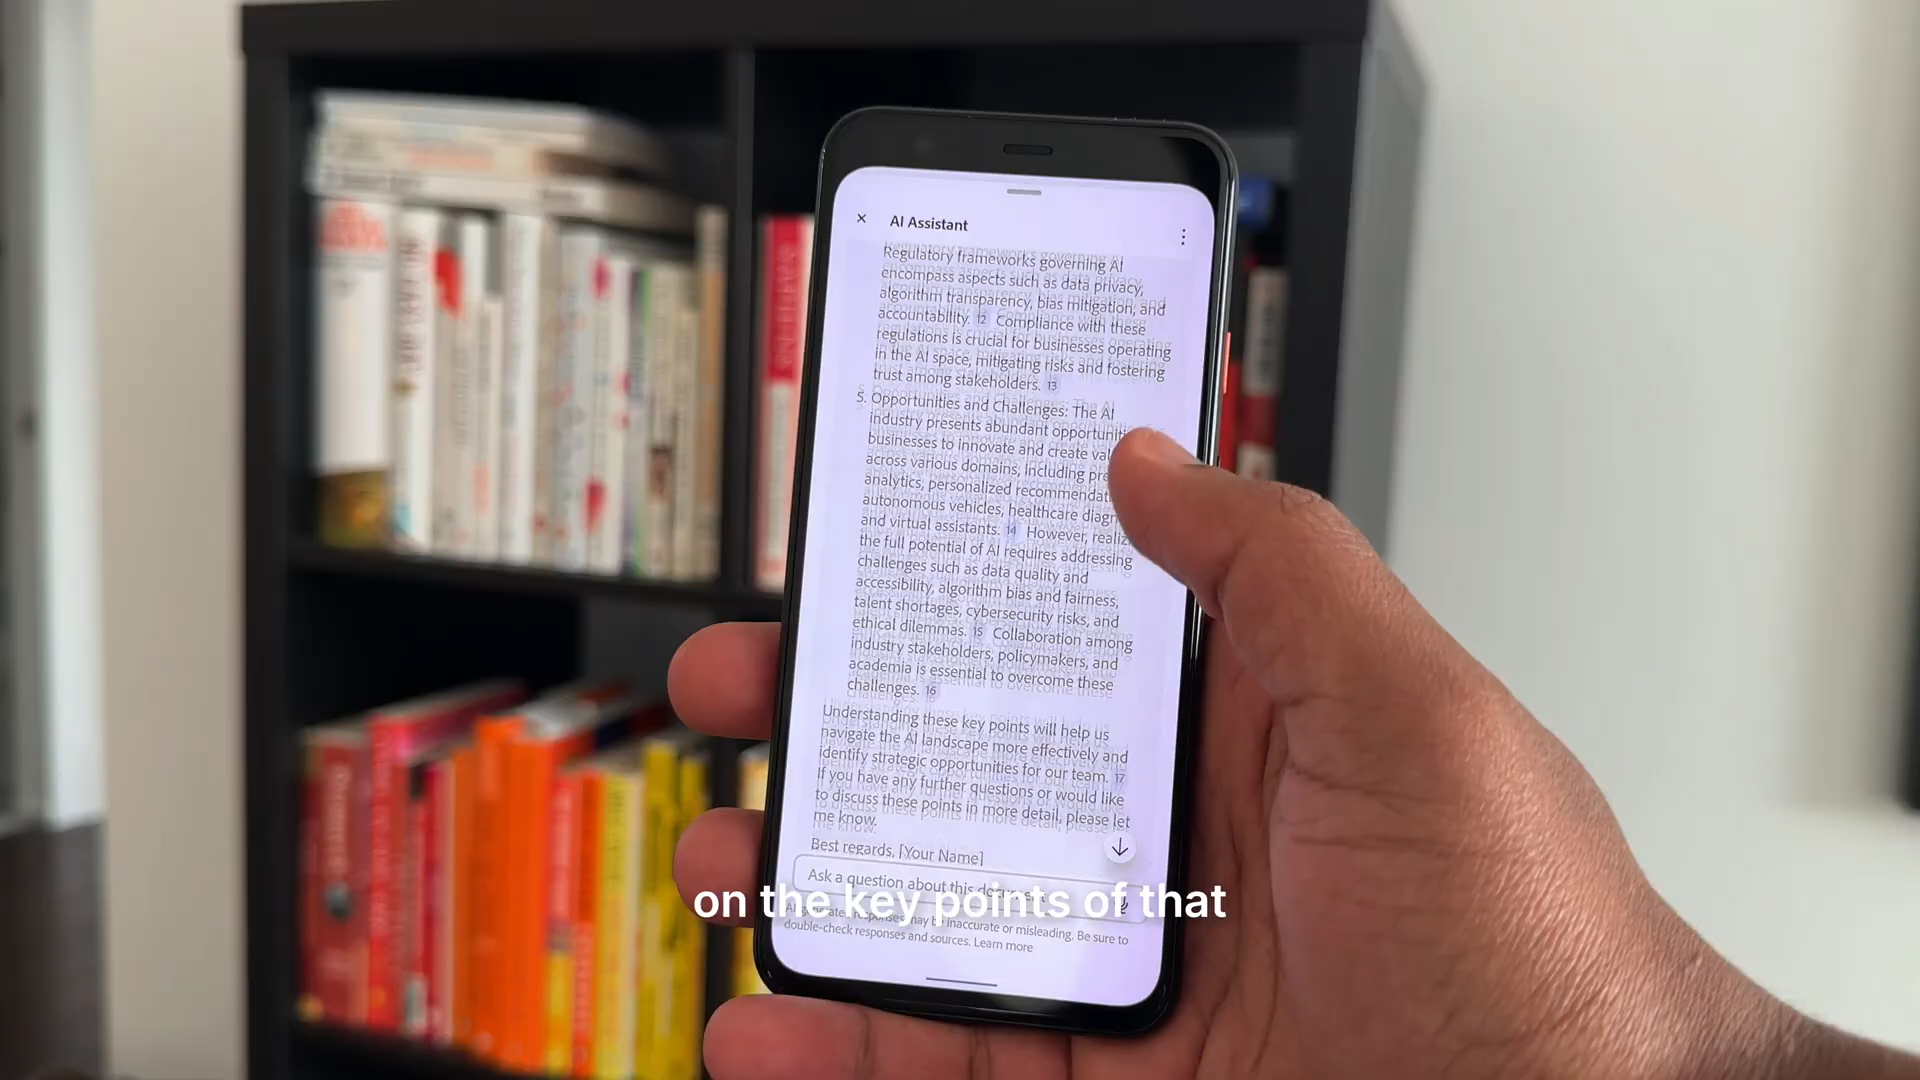 AI Assistant
Regulatory frameworks governing AI
encompass aspects such as data privacy,
algorithm transparency, bias mitigation, and
accountability. 12 Compliance with these
regulations is crucial for businesses operating
in the AI space, mitigating risks and fostering
trust among stakeholders. 13
5. Opportunities and Challenges: The AI
industry presents abundant
businesses to innovate and create
across various domains, including
analytics, personalized
autonomous vehicles, healthcare
and virtual assistants. 14 However,
the full potential of AI requires addressing
challenges such as data quality and
accessibility, algorithm bias and fairness,
talent shortages, cybersecurity risks, and
ethical dilemmas. 15 Collaboration among
industry stakeholders, policymakers, and
academia is essential to overcome these
challenges. 16
Understanding these key points will help us
navigate the AI landscape more effectively and
identify strategic opportunities for our team. 17
If you have any further questions or would like
to discuss these points in more detail, please let
me know.
Best regards, [Your Name]
Ask a question about this
on the key points of that
may be inaccurate or misleading. Be sure to
double-check responses and sources. Learn more